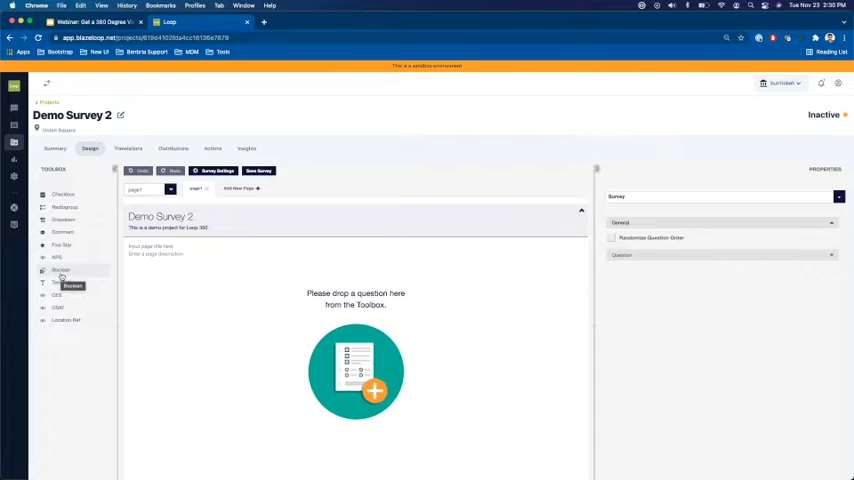 Chrome File Edit View History Bookmarks Profiles Tab Window Help
Tue Nov 23 2:30 PM
Webinar: Get a 360 Degree Vi
Loop
app.blazeloop.net/projects/619d4102fda4cc16136e7879
Apps Bootstrap New UI Benbria Support MDM Tools Reading List
This is a sandbox environment
Projects
Demo Survey 2
Union Square
Inactive
Summary Design Translations Distributions Actions Insights
TOOLBOX
Undo Redo Survey Settings Save Survey
PROPERTIES
page1 page1 Add New Page
Checkbox
Radiogroup
Dropdown
Comment
Five Star
NPS
Boolean
Boolean
CES
CSAT
Location Ref
Demo Survey 2
This is a demo project for Loop 360.
Input page title here
Enter a page description
Please drop a question here
from the Toolbox.
Survey
General
Randomize Question Order
Question